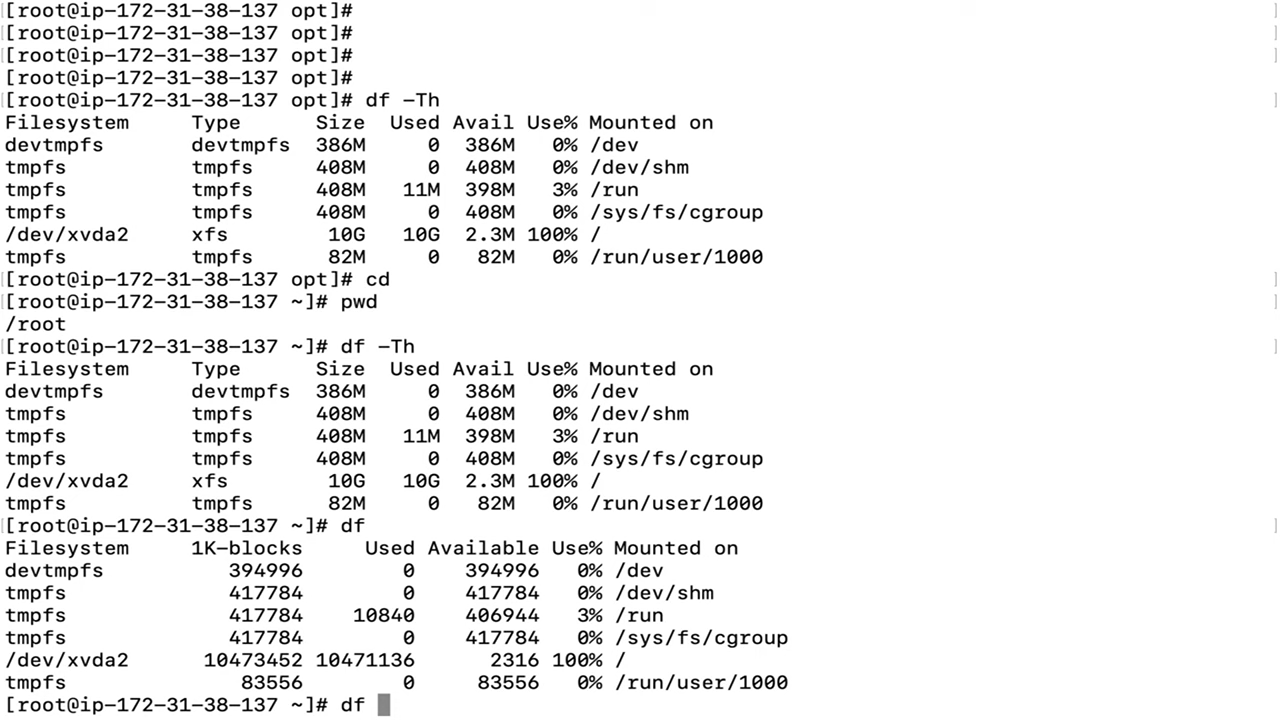 [root@ip-172-31-38-137 opt]#
[root@ip-172-31-38-137 opt]#
[root@ip-172-31-38-137 opt]#
[root@ip-172-31-38-137 opt]#
[root@ip-172-31-38-137 opt]# df -Th
Filesystem     Type      Size  Used Avail Use% Mounted on
devtmpfs       devtmpfs  386M     0  386M   0% /dev
tmpfs          tmpfs     408M     0  408M   0% /dev/shm
tmpfs          tmpfs     408M   11M  398M   3% /run
tmpfs          tmpfs     408M     0  408M   0% /sys/fs/cgroup
/dev/xvda2     xfs        10G   10G  2.3M 100% /
tmpfs          tmpfs      82M     0   82M   0% /run/user/1000
[root@ip-172-31-38-137 opt]# cd
[root@ip-172-31-38-137 ~]# pwd
/root
[root@ip-172-31-38-137 ~]# df -Th
Filesystem     Type      Size  Used Avail Use% Mounted on
devtmpfs       devtmpfs  386M     0  386M   0% /dev
tmpfs          tmpfs     408M     0  408M   0% /dev/shm
tmpfs          tmpfs     408M   11M  398M   3% /run
tmpfs          tmpfs     408M     0  408M   0% /sys/fs/cgroup
/dev/xvda2     xfs        10G   10G  2.3M 100% /
tmpfs          tmpfs      82M     0   82M   0% /run/user/1000
[root@ip-172-31-38-137 ~]# df
Filesystem     1K-blocks     Used Available Use% Mounted on
devtmpfs          394996        0    394996   0% /dev
tmpfs             417784        0    417784   0% /dev/shm
tmpfs             417784    10840    406944   3% /run
tmpfs             417784        0    417784   0% /sys/fs/cgroup
/dev/xvda2      10473452 10471136      2316 100% /
tmpfs              83556        0     83556   0% /run/user/1000
[root@ip-172-31-38-137 ~]# df